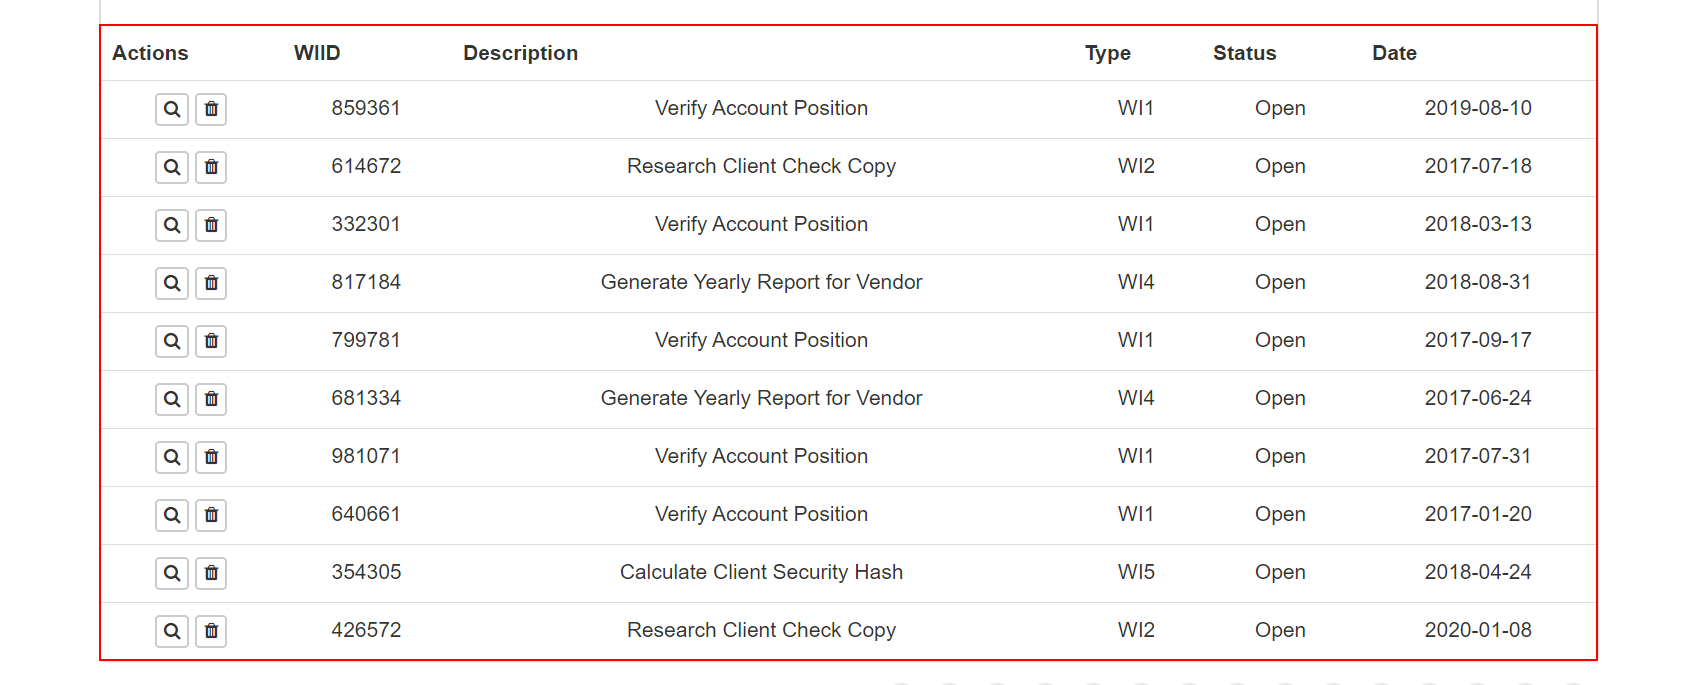 Actions WIID Description Type Status Date
859361 Verify Account Position WI1 Open 2019-08-10
614672 Research Client Check Copy WI2 Open 2017-07-18
332301 Verify Account Position WI1 Open 2018-03-13
817184 Generate Yearly Report for Vendor WI4 Open 2018-08-31
799781 Verify Account Position WI1 Open 2017-09-17
681334 Generate Yearly Report for Vendor WI4 Open 2017-06-24
981071 Verify Account Position WI1 Open 2017-07-31
640661 Verify Account Position WI1 Open 2017-01-20
354305 Calculate Client Security Hash WI5 Open 2018-04-24
426572 Research Client Check Copy WI2 Open 2020-01-08